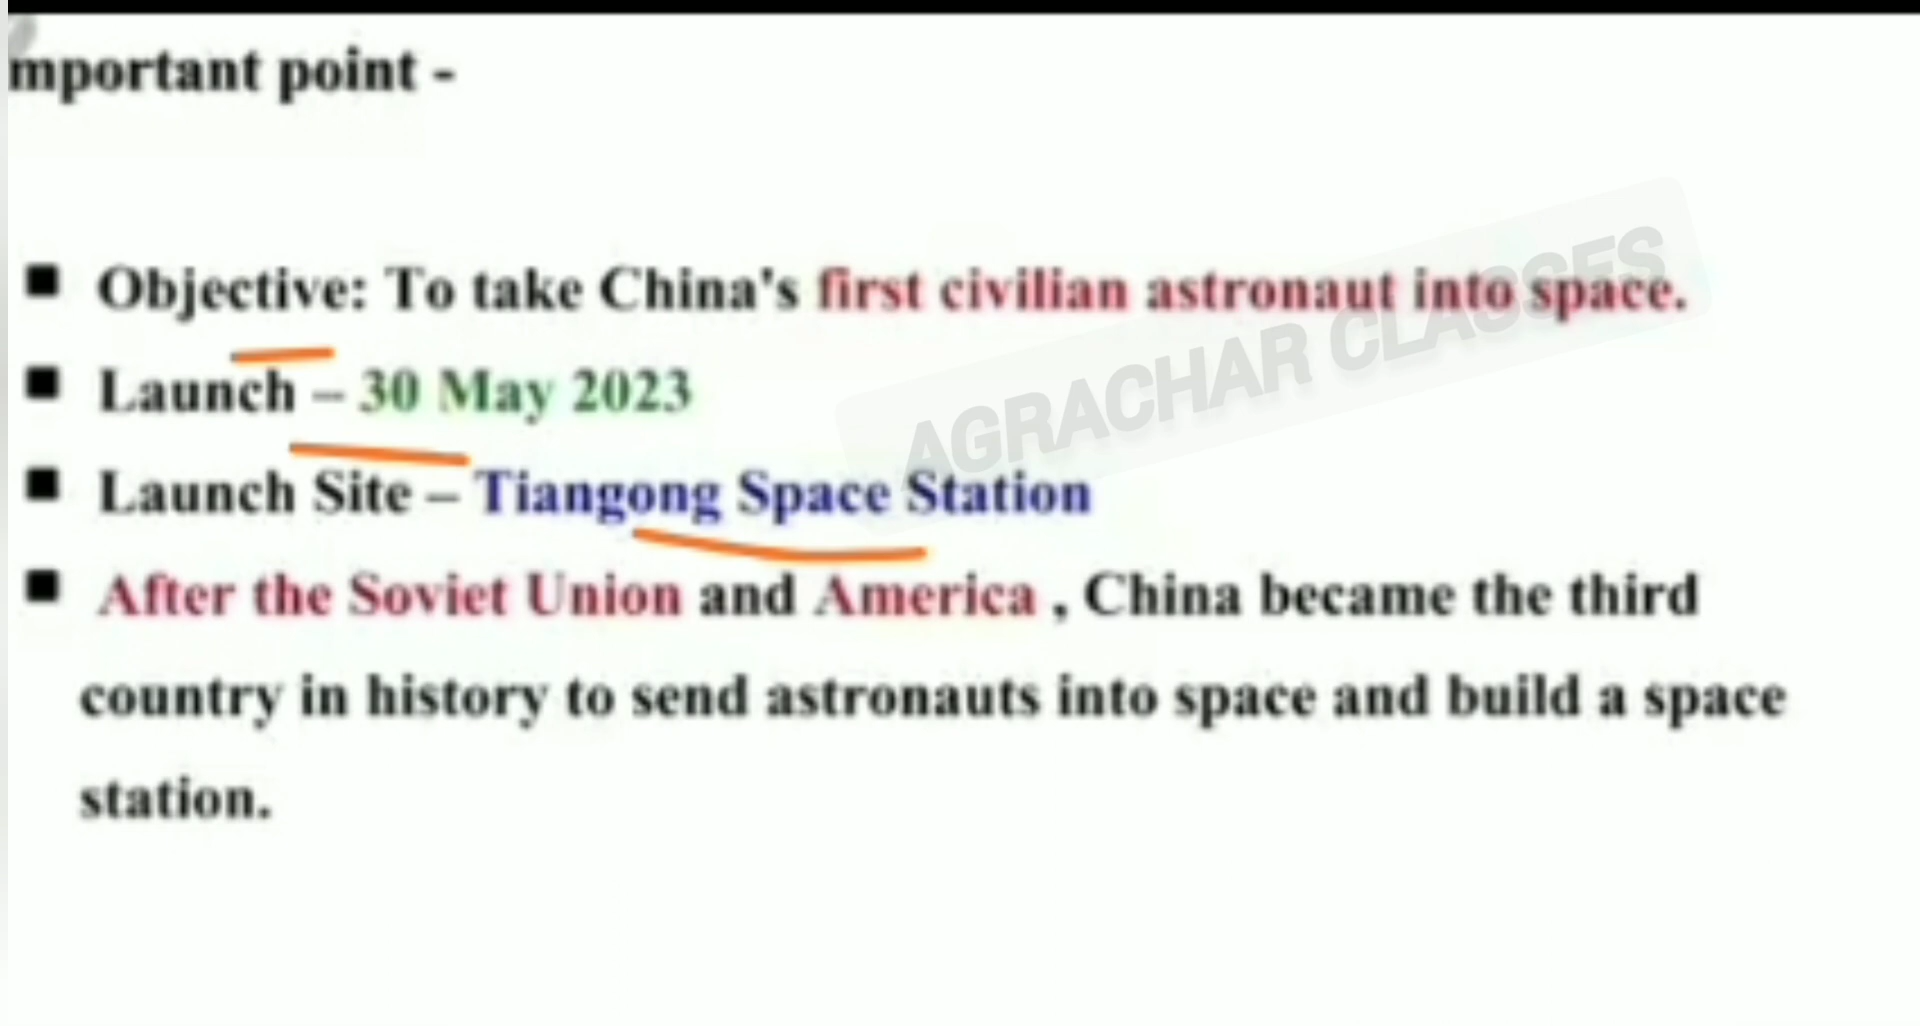 mportant point -
Objective: To take China's first civilian astronaut into space.
AGRACHAR CLASSES
Launch – 30 May 2023
Launch Site – Tiangong Space Station
After the Soviet Union and America , China became the third
country in history to send astronauts into space and build a space
station.